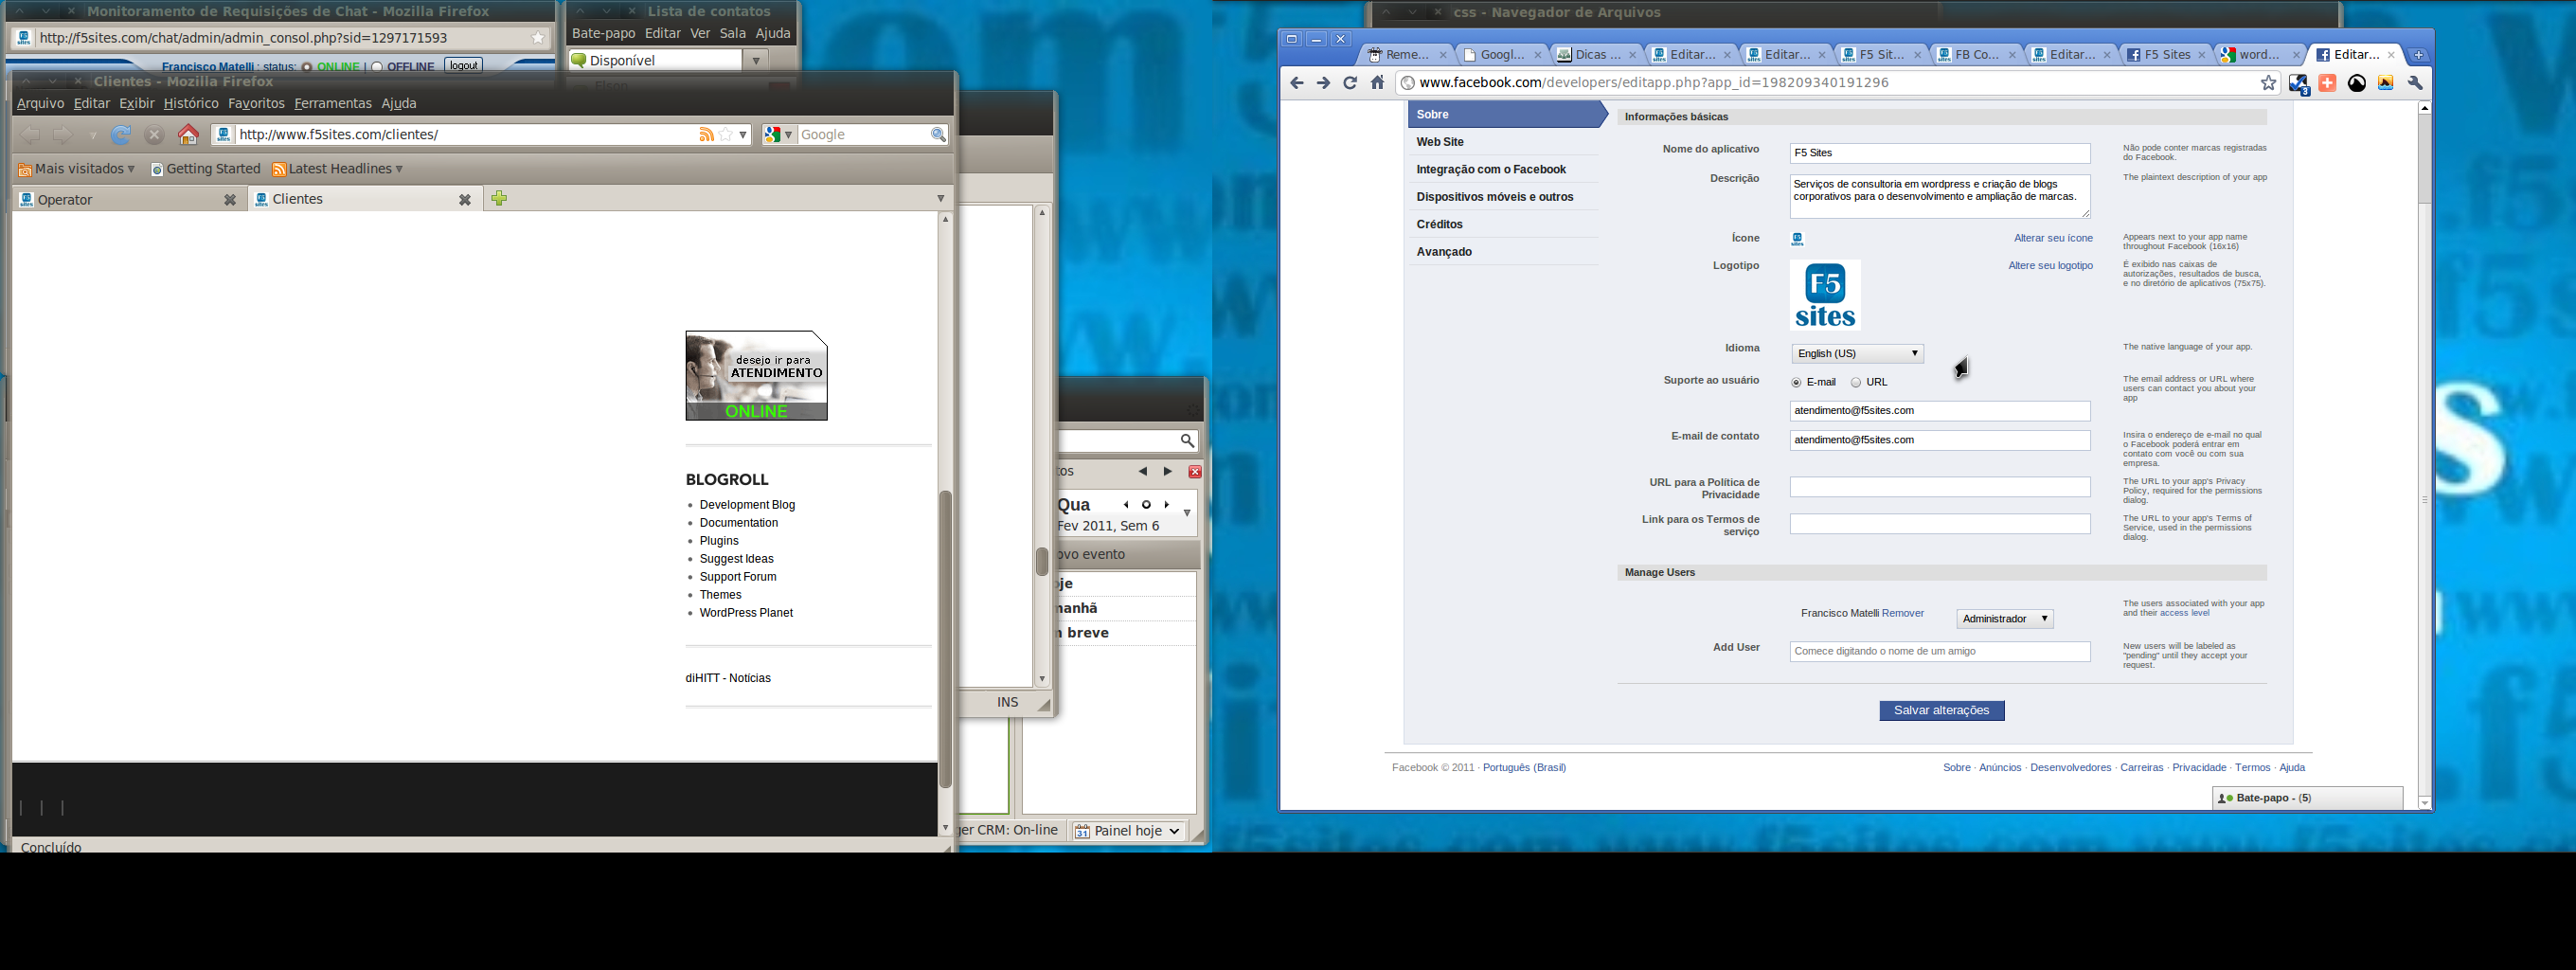 Monitoramento de Requisições de Chat - Mozilla Firefox
http://f5sites.com/chat/admin/admin_consol.php?sid=1297171593
Francisco Matelli : status: ONLINE | OFFLINE logout
Lista de contatos
Bate-papo Editar Ver Sala Ajuda
Disponível
Clientes - Mozilla Firefox
Arquivo Editar Exibir Histórico Favoritos Ferramentas Ajuda
http://www.f5sites.com/clientes/
Google
Mais visitados Getting Started Latest Headlines
Operator
Clientes
desejo ir para
ATENDIMENTO
ONLINE
BLOGROLL
Development Blog
Documentation
Plugins
Suggest Ideas
Support Forum
Themes
WordPress Planet
diHITT - Notícias
| | |
Concluído
INS
tos
Qua
Fev 2011, Sem 6
ovo evento
oje
manhã
m breve
ger CRM: On-line
31 Painel hoje
css - Navegador de Arquivos
Reme... Googl... Dicas ... Editar... Editar... F5 Sit... FB Co... Editar... F5 Sites word... Editar...
www.facebook.com/developers/editapp.php?app_id=198209340191296
3
Sobre
Web Site
Integração com o Facebook
Dispositivos móveis e outros
Créditos
Avançado
Informações básicas
Nome do aplicativo
F5 Sites
Não pode conter marcas registradas
do Facebook.
Descrição
Serviços de consultoria em wordpress e criação de blogs
corporativos para o desenvolvimento e ampliação de marcas.
The plaintext description of your app
Ícone
Alterar seu ícone
Appears next to your app name
throughout Facebook (16x16)
Logotipo
F5
sites
Altere seu logotipo
É exibido nas caixas de
autorizações, resultados de busca,
e no diretório de aplicativos (75x75).
Idioma
English (US)
The native language of your app.
Suporte ao usuário
E-mail URL
The email address or URL where
users can contact you about your
app
atendimento@f5sites.com
E-mail de contato
atendimento@f5sites.com
Insira o endereço de e-mail no qual
o Facebook poderá entrar em
contato com você ou com sua
empresa.
URL para a Política de
Privacidade
The URL to your app's Privacy
Policy, required for the permissions
dialog.
Link para os Termos de
serviço
The URL to your app's Terms of
Service, used in the permissions
dialog.
Manage Users
Francisco Matelli Remover
Administrador
The users associated with your app
and their access level
Add User
Comece digitando o nome de um amigo
New users will be labeled as
"pending" until they accept your
request.
Salvar alterações
Facebook © 2011 · Português (Brasil)
Sobre · Anúncios · Desenvolvedores · Carreiras · Privacidade · Termos · Ajuda
Bate-papo - (5)